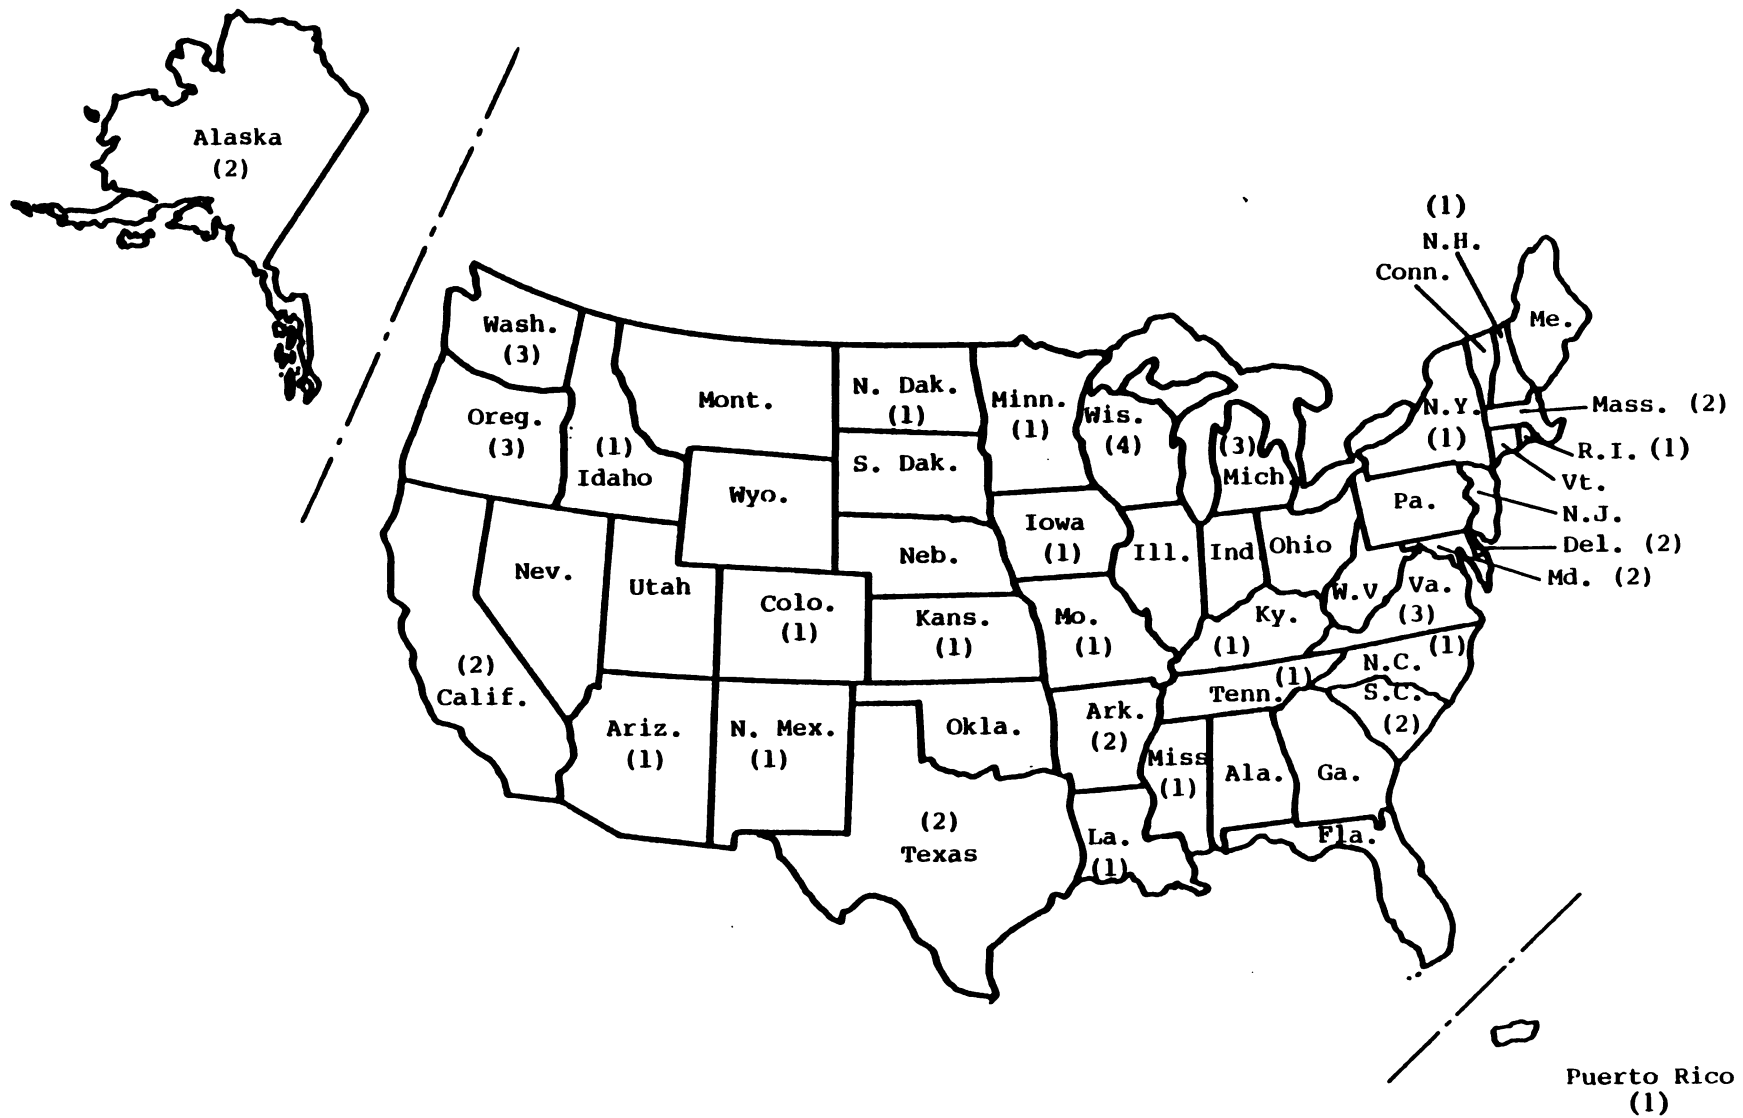 Alaska
(2)
(1)
N.H.
Conn.
Me.
Wash.
(3)
Oreg.
(3)
(1)
Idaho
Mont.
Wyo.
N. Dak.
(1)
S. Dak.
Minn.
(1)
Wis.
(4)
(3)
Mich.
N.Y.
(1)
Mass. (2)
R.I. (1)
Vt.
N.J.
Del. (2)
Md. (2)
Pa.
Iowa
(1)
Neb.
Ill.
Ind
Ohio
W.V
Va.
(3)
Nev.
Utah
Colo.
(1)
Kans.
(1)
Mo.
(1)
Ky.
(1)
(2)
Calif.
(1)
N.C.
(1)
Tenn.
S.C.
(2)
Ariz.
(1)
N. Mex.
(1)
Okla.
Ark.
(2)
Miss
(1)
Ala.
Ga.
(2)
Texas
La.
(1)
Fla.
Puerto Rico
(1)